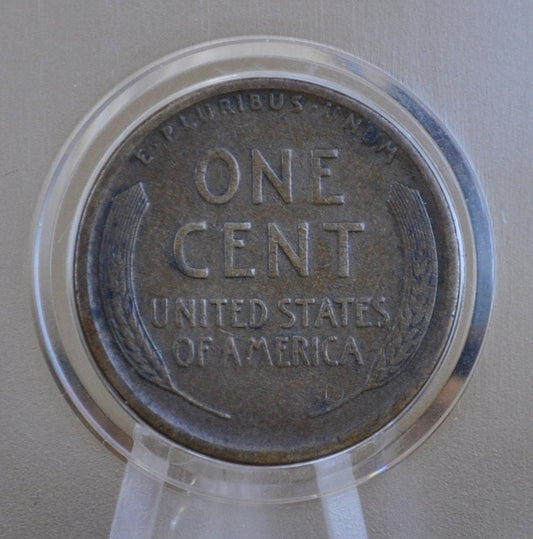 E·PLURIBUS·UNUM
ONE
CENT
UNITED STATES
OF AMERICA